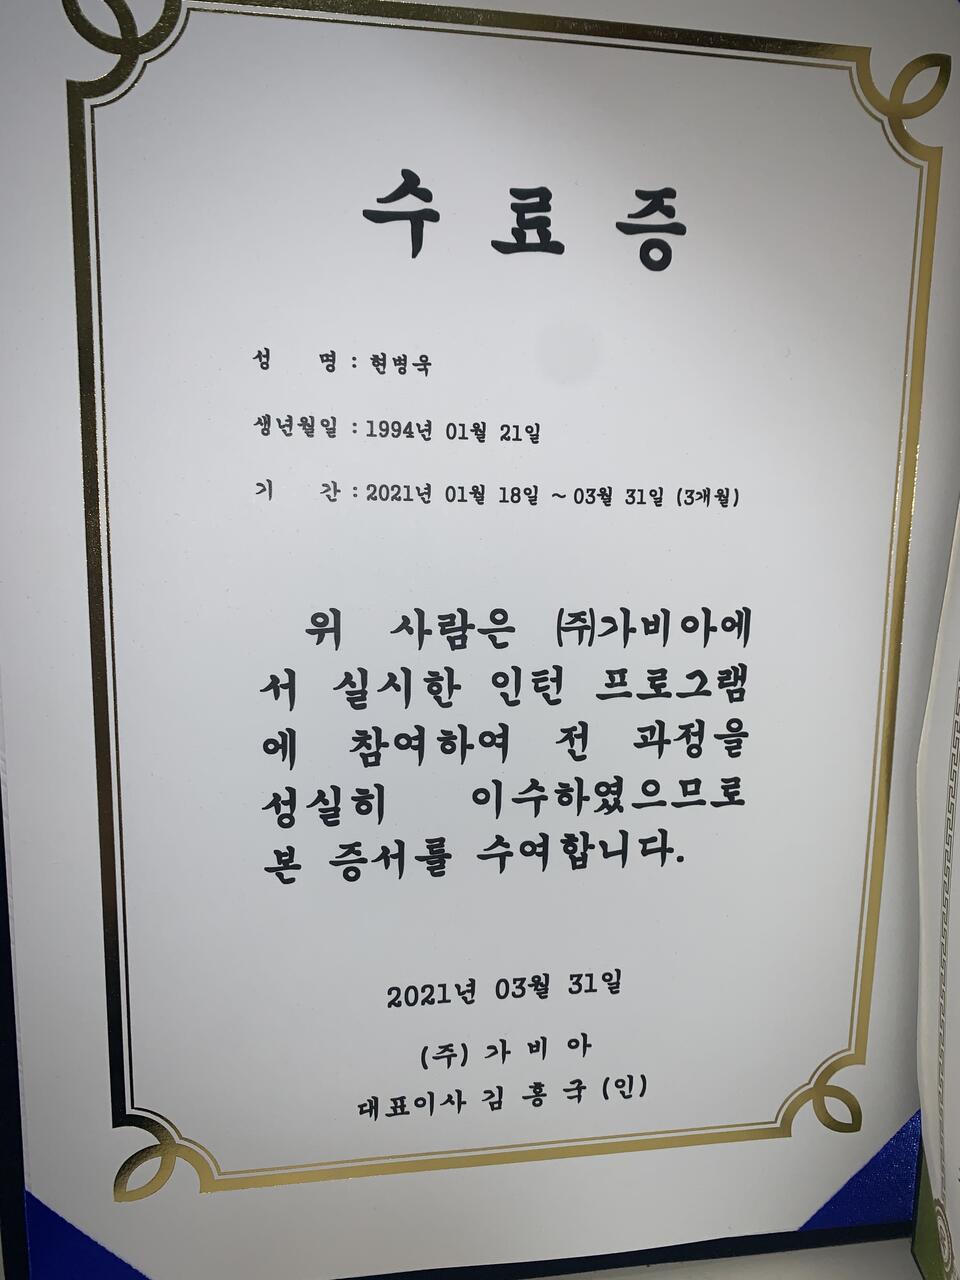 수 료 증
성 명 : 현병욱
생년월일 : 1994년 01월 21일
기 간 : 2021년 01월 18일 ~ 03월 31일 (3개월)
위 사람은 ㈜가비아에
서 실시한 인턴 프로그램
에 참여하여 전 과정을
성실히 이수하였으므로
본 증서를 수여합니다.
2021년 03월 31일
(주) 가 비 아
대표이사 김 홍 국 (인)